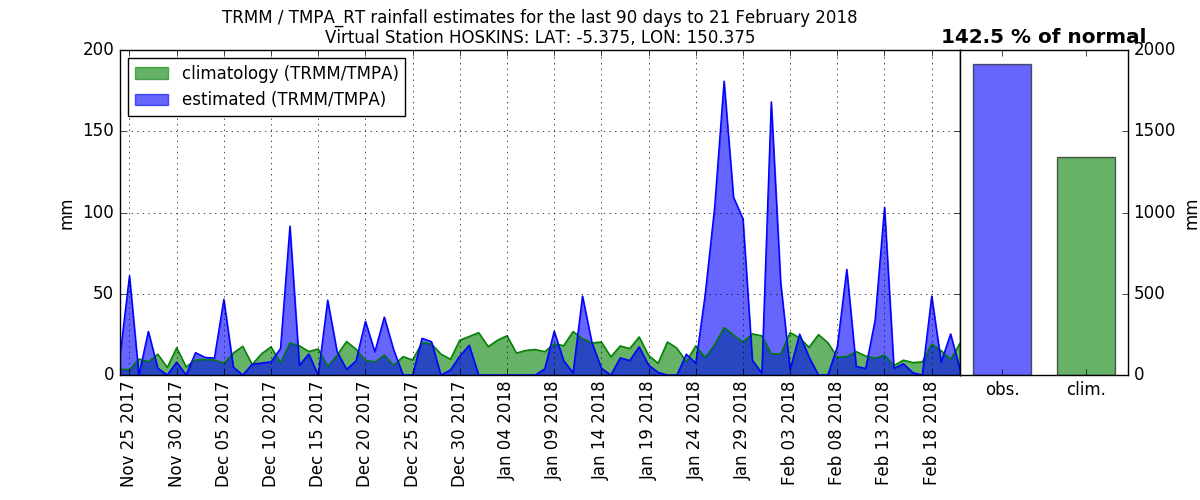 TRMM / TMPA_RT rainfall estimates for the last 90 days to 21 February 2018
Virtual Station HOSKINS: LAT: -5.375, LON: 150.375
142.5 % of normal
climatology (TRMM/TMPA)
estimated (TRMM/TMPA)
200
150
100
50
0
mm
2000
1500
1000
500
0
mm
obs.
clim.
Nov 25 2017
Nov 30 2017
Dec 05 2017
Dec 10 2017
Dec 15 2017
Dec 20 2017
Dec 25 2017
Dec 30 2017
Jan 04 2018
Jan 09 2018
Jan 14 2018
Jan 19 2018
Jan 24 2018
Jan 29 2018
Feb 03 2018
Feb 08 2018
Feb 13 2018
Feb 18 2018